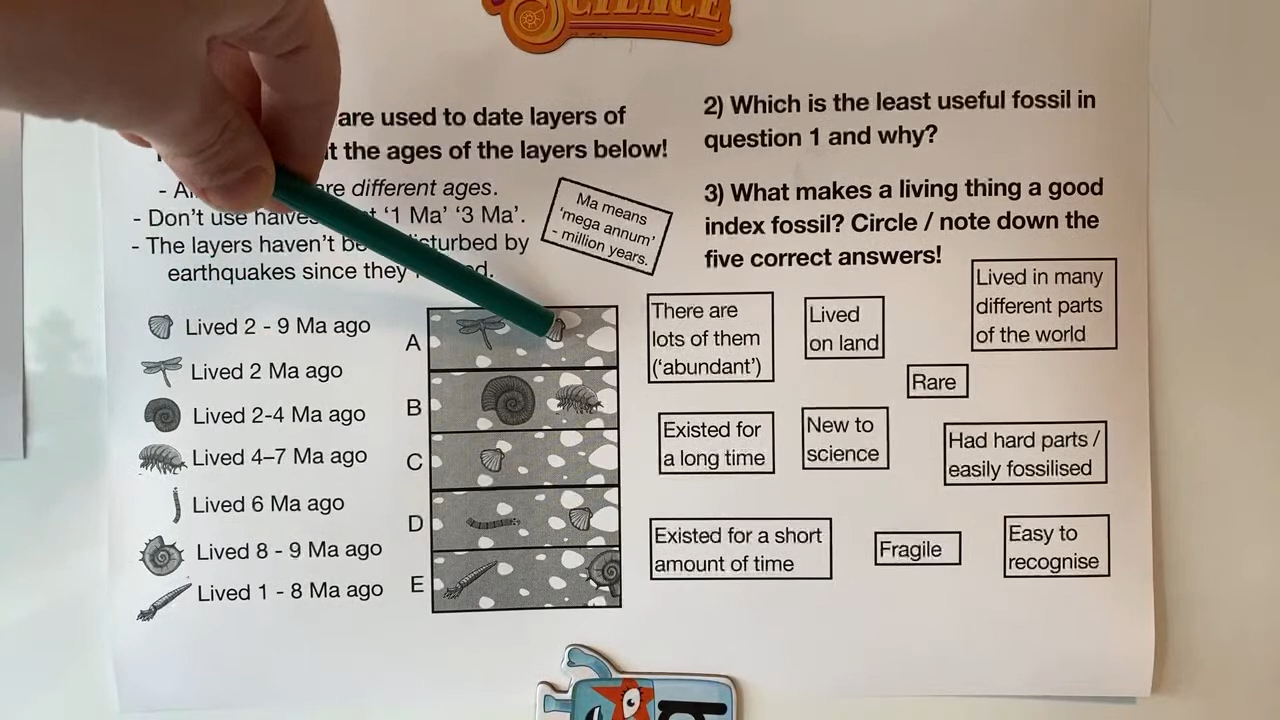 SCIENCE
are used to date layers of
t the ages of the layers below!
- A re different ages.
- Don't use halves ‘1 Ma’ ‘3 Ma’.
- The layers haven't be sturbed by
earthquakes since they d.
Ma means
‘mega annum’
- million years.
Lived 2 - 9 Ma ago
Lived 2 Ma ago
Lived 2-4 Ma ago
Lived 4–7 Ma ago
Lived 6 Ma ago
Lived 8 - 9 Ma ago
Lived 1 - 8 Ma ago
A
B
C
D
E
2) Which is the least useful fossil in
question 1 and why?
3) What makes a living thing a good
index fossil? Circle / note down the
five correct answers!
There are
lots of them
(‘abundant’)
Lived
on land
Lived in many
different parts
of the world
Rare
Existed for
a long time
New to
science
Had hard parts /
easily fossilised
Existed for a short
amount of time
Fragile
Easy to
recognise